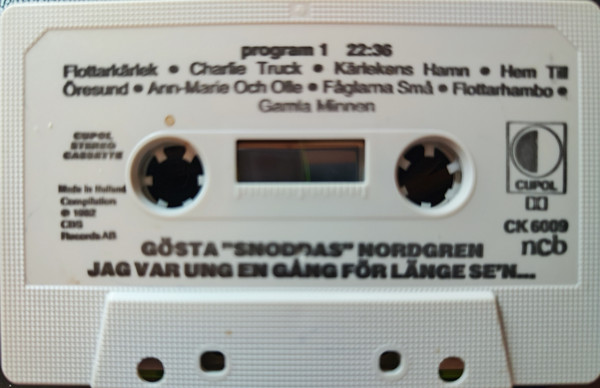 program 1 22:36
Flottarkärlek • Charlie Truck • Kärlekens Hamn • Hem Till
Öresund • Ann-Marie Och Olle • Fåglarna Små • Flottarhambo •
Gamla Minnen
CUPOL
STEREO
CASSETTE
Made in Holland
Compilation
℗ 1982
CBS
Records AB
CUPOL
CK 6009
ncb
GÖSTA "SNODDAS" NORDGREN
JAG VAR UNG EN GÅNG FÖR LÄNGE SE'N...